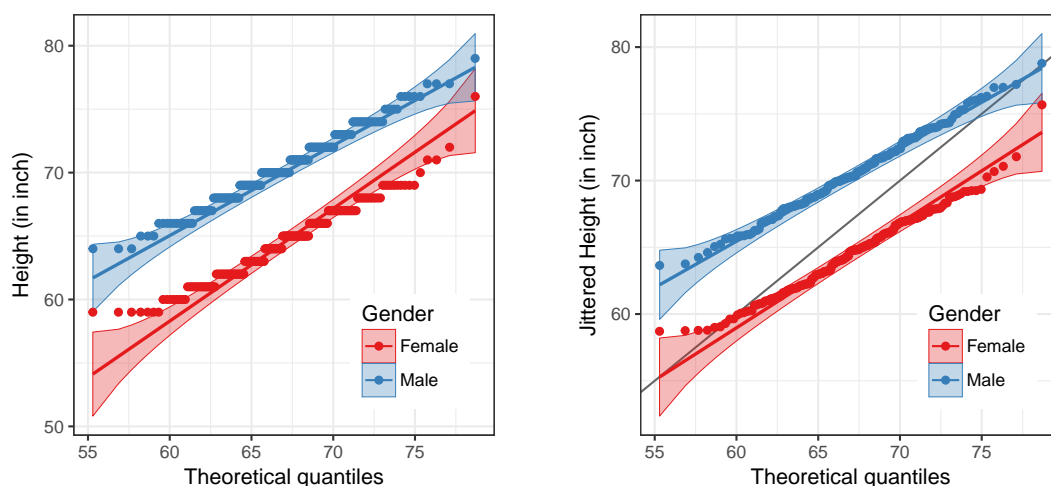 80
70
60
50
Height (in inch)
55
60
65
70
75
Theoretical quantiles
Gender
Female
Male
80
70
60
Jittered Height (in inch)
55
60
65
70
75
Theoretical quantiles
Gender
Female
Male